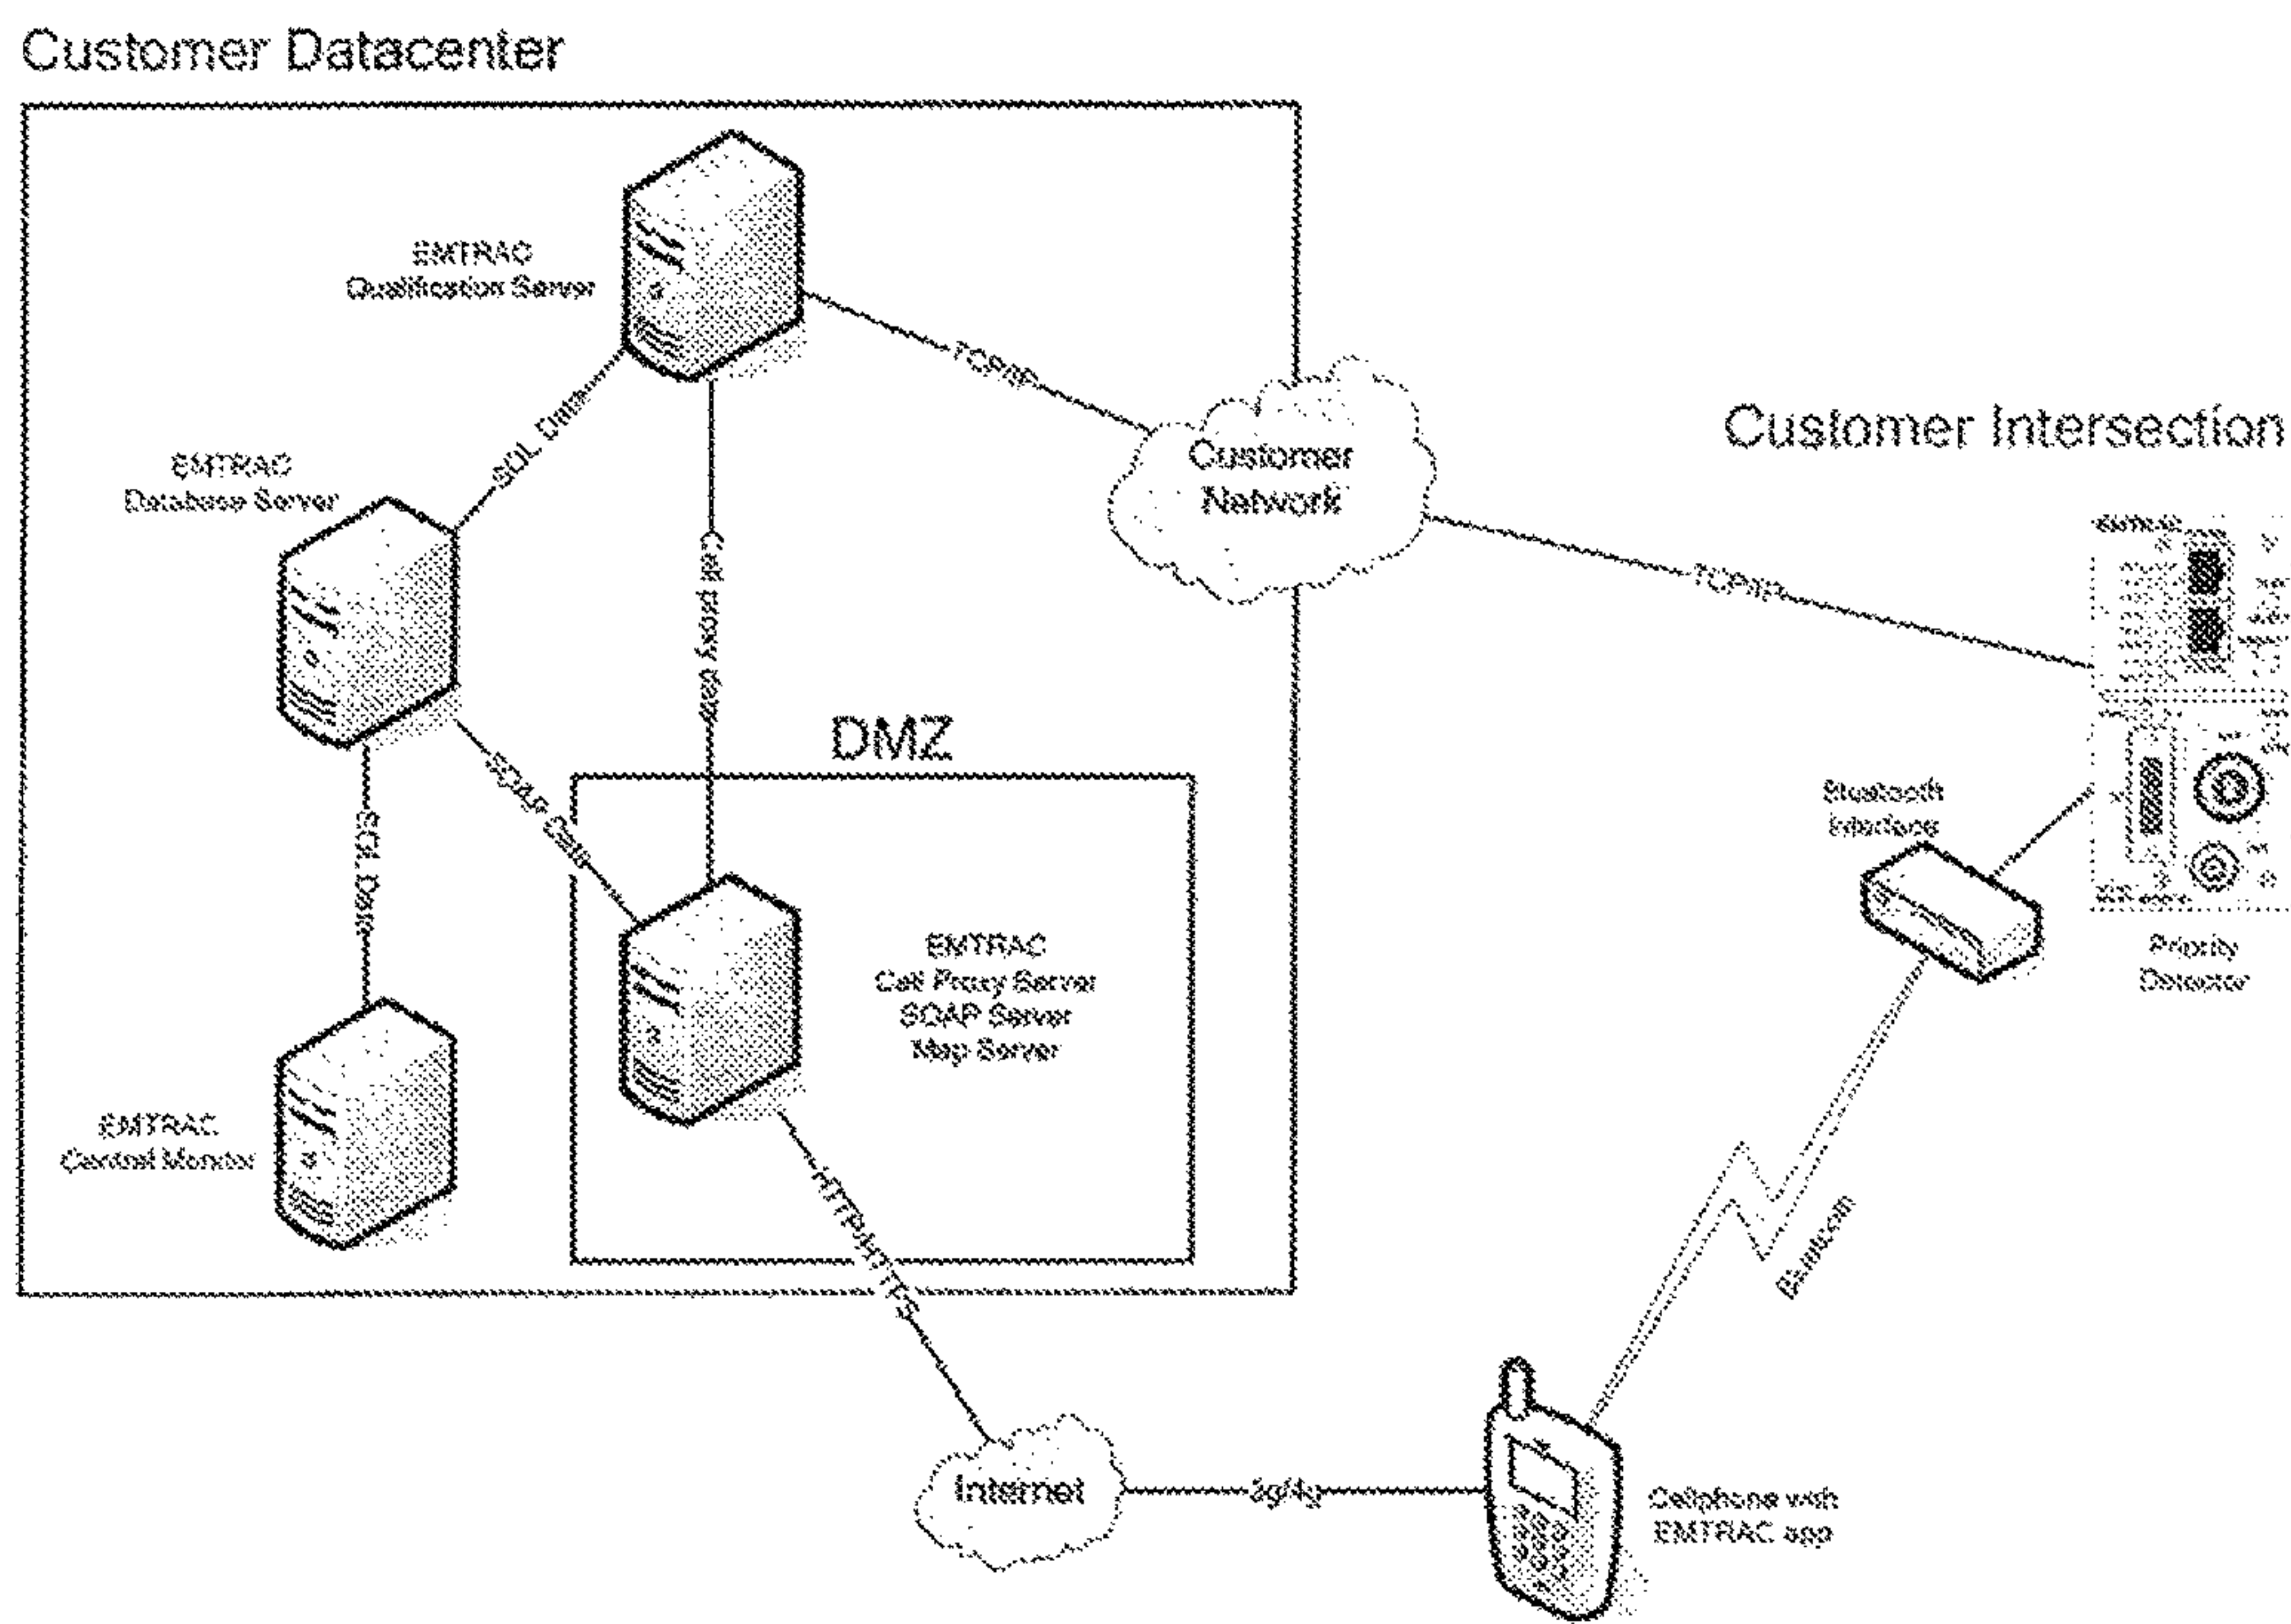 Customer Datacenter
EMTRAC
Qualification Server
TCP/IP
Customer
Network
Customer Intersection
SQL Data
EMTRAC
Database Server
Cell proxy
TCP/IP
DMZ
SOAP Data
SQL Data
Bluetooth
Interface
Priority
Detector
EMTRAC
Cell Proxy Server
SOAP Server
Map Server
EMTRAC
Central Monitor
HTTP/HTTPS
Internet
3g/4g
Cellphone with
EMTRAC app